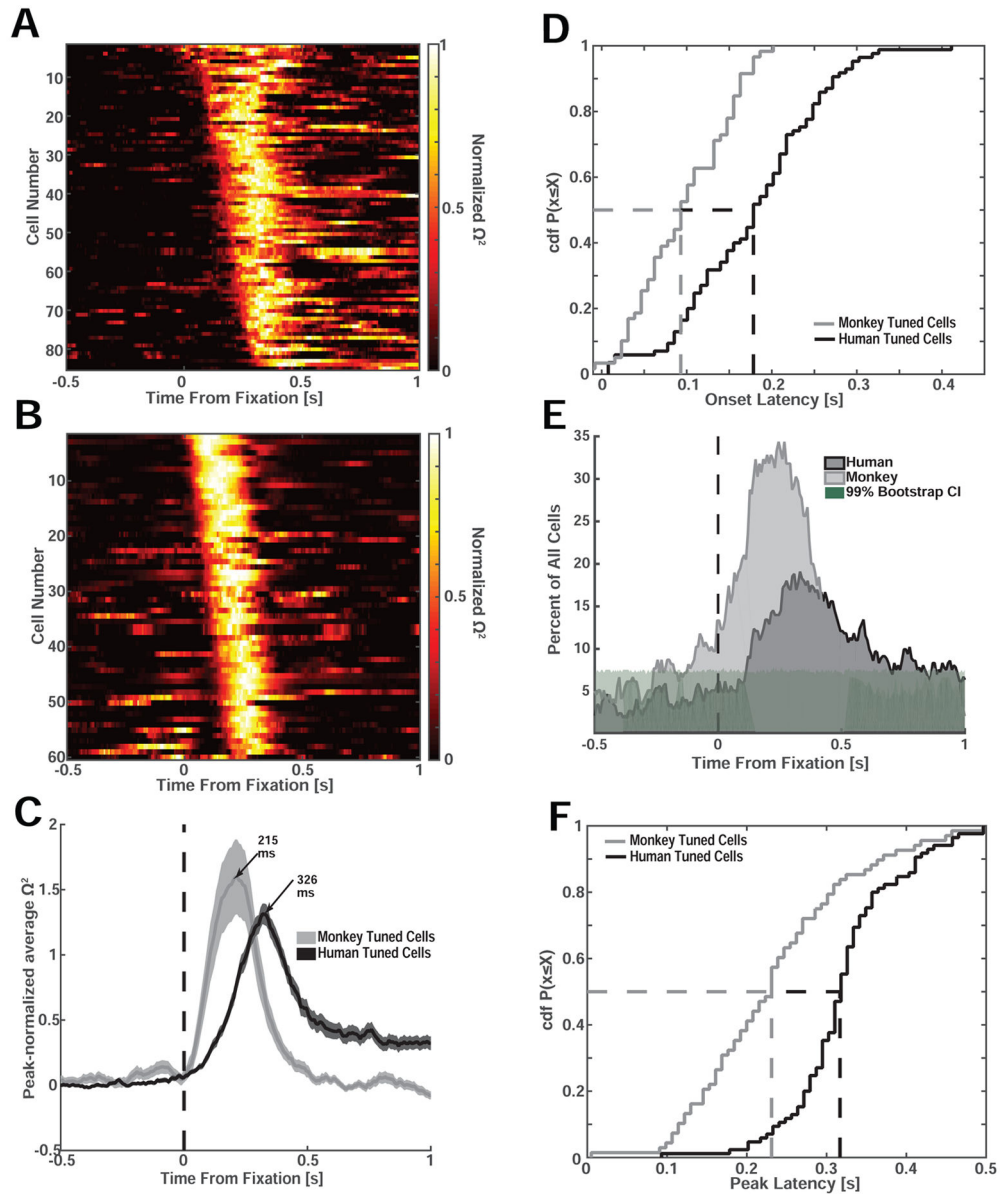 A
1
10
20
30
40
50
60
70
80
Cell Number
-0.5
0
0.5
1
Time From Fixation [s]
0.5
0
Normalized Ω²
B
1
10
20
30
40
50
60
Cell Number
-0.5
0
0.5
1
Time From Fixation [s]
0.5
0
Normalized Ω²
C
2
1.5
1
0.5
0
-0.5
Peak-normalized average Ω²
215
ms
326
ms
Monkey Tuned Cells
Human Tuned Cells
-0.5
0
0.5
1
Time From Fixation [s]
D
1
0.8
0.6
0.4
0.2
0
cdf P(x≤X)
Monkey Tuned Cells
Human Tuned Cells
0.1
0.2
0.3
0.4
Onset Latency [s]
E
35
30
25
20
15
10
5
Percent of All Cells
Human
Monkey
99% Bootstrap CI
-0.5
0
0.5
1
Time From Fixation [s]
F
1
0.8
0.6
0.4
0.2
0
cdf P(x≤X)
Monkey Tuned Cells
Human Tuned Cells
0
0.1
0.2
0.3
0.4
0.5
Peak Latency [s]